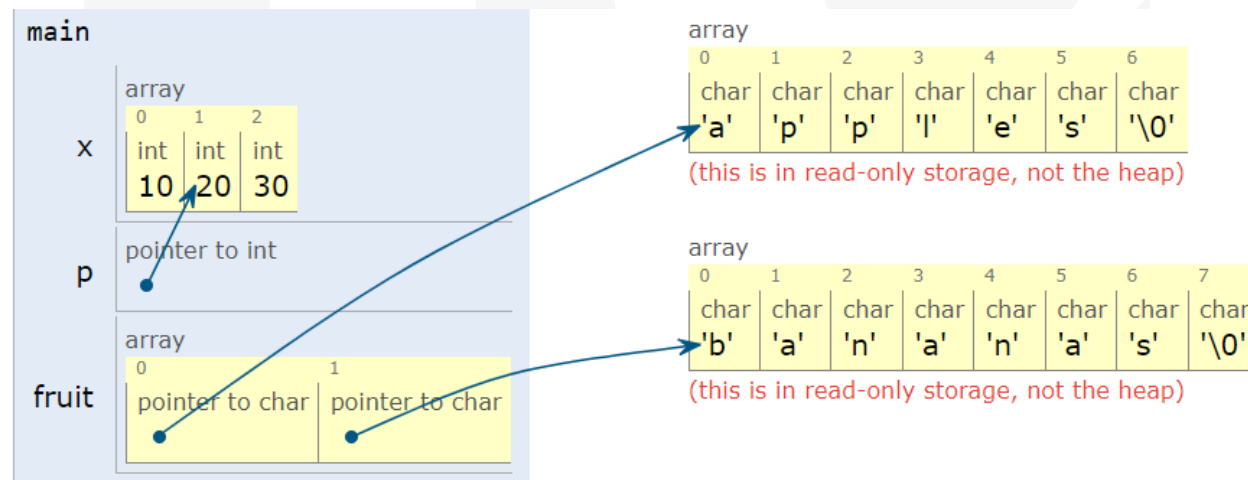 main
array
0 1 2
x int int int
10 20 30
p pointer to int
array
0 1
fruit pointer to char pointer to char
array
0 1 2 3 4 5 6
char char char char char char char
'a' 'p' 'p' 'l' 'e' 's' '\0'
(this is in read-only storage, not the heap)
array
0 1 2 3 4 5 6 7
char char char char char char char char
'b' 'a' 'n' 'a' 'n' 'a' 's' '\0'
(this is in read-only storage, not the heap)